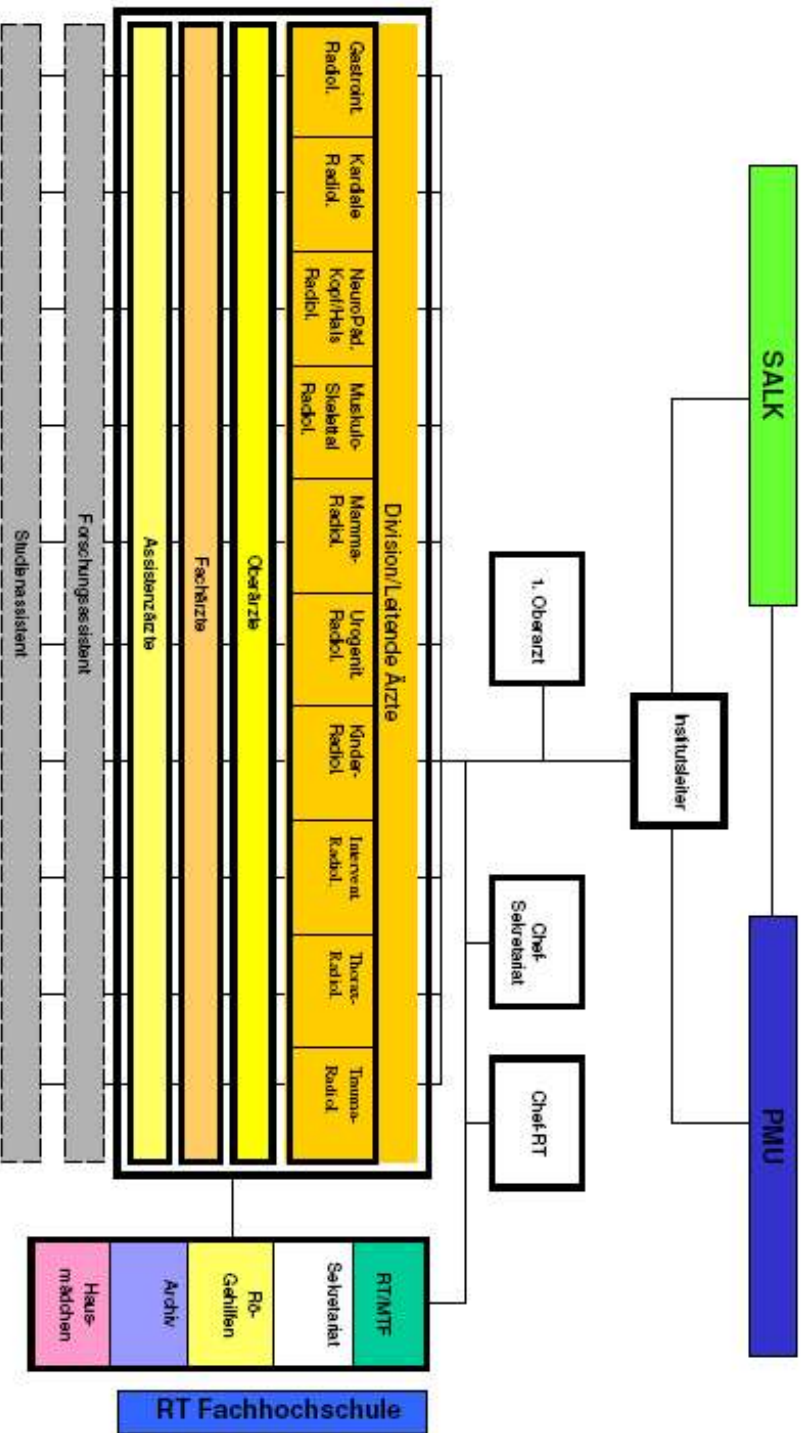 SALK
PMU
Institutsleiter
1. Oberarzt
Chef-
Sekretariat
Chef-RT
Division/Leitende Ärzte
Gastroint.
Radiol.
Kardiale
Radiol.
NeuroPäd.
Kopf/Hals
Radiol.
Muskulo-
Skelettal
Radiol.
Mamma-
Radiol.
Urogenit.
Radiol.
Kinder-
Radiol
Intervent
Radiol.
Thorax-
Radiol.
Trauma-
Radiol.
Oberärzte
Fachärzte
Assistenzärzte
Forschungsassistent
Studienassistent
RT/MTF
Sekretariat
Rö-
Gehilfen
Archiv
Haus-
mädchen
RT Fachhochschule